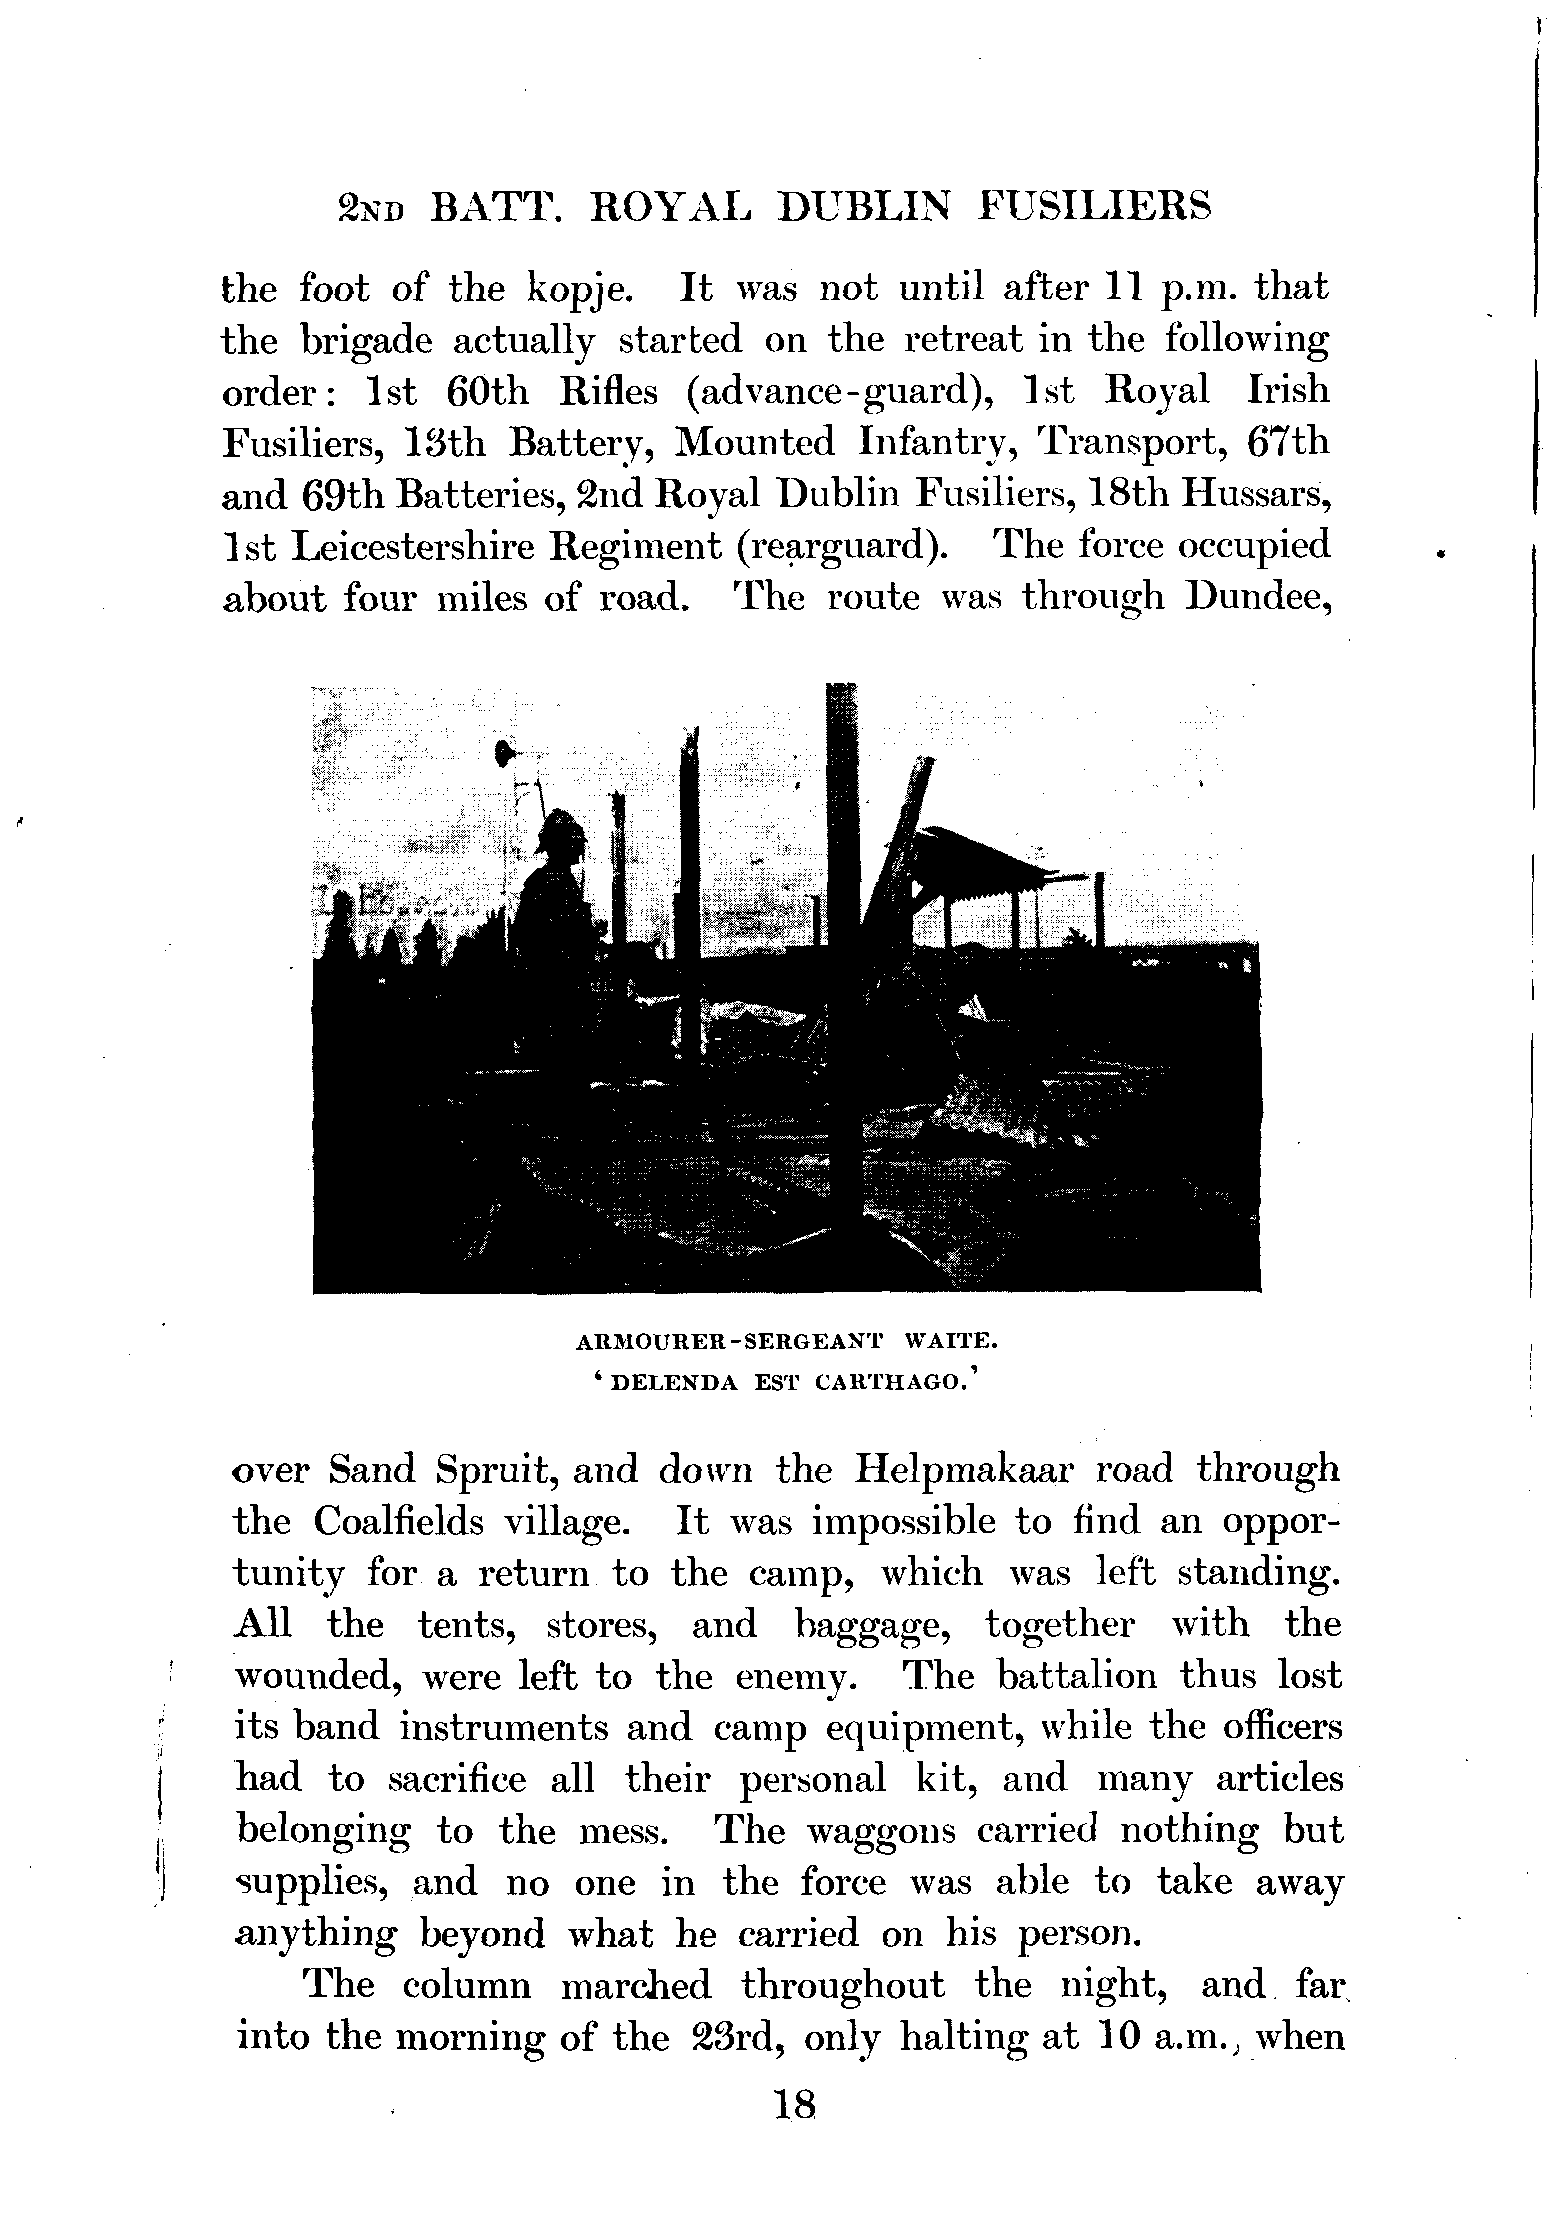 2ND BATT. ROYAL DUBLIN FUSILIERS
the foot of the kopje. It was not until after 11 p.m. that
the brigade actually started on the retreat in the following
order: 1st 60th Rifles (advance-guard), 1st Royal Irish
Fusiliers, 13th Battery, Mounted Infantry, Transport, 67th
and 69th Batteries, 2nd Royal Dublin Fusiliers, 18th Hussars,
1st Leicestershire Regiment (rearguard). The force occupied
about four miles of road. The route was through Dundee,
ARMOURER-SERGEANT WAITE.
‘DELENDA EST CARTHAGO.’
over Sand Spruit, and down the Helpmakaar road through
the Coalfields village. It was impossible to find an oppor-
tunity for a return to the camp, which was left standing.
All the tents, stores, and baggage, together with the
wounded, were left to the enemy. The battalion thus lost
its band instruments and camp equipment, while the officers
had to sacrifice all their personal kit, and many articles
belonging to the mess. The waggons carried nothing but
supplies, and no one in the force was able to take away
anything beyond what he carried on his person.
The column marched throughout the night, and far
into the morning of the 23rd, only halting at 10 a.m., when
18